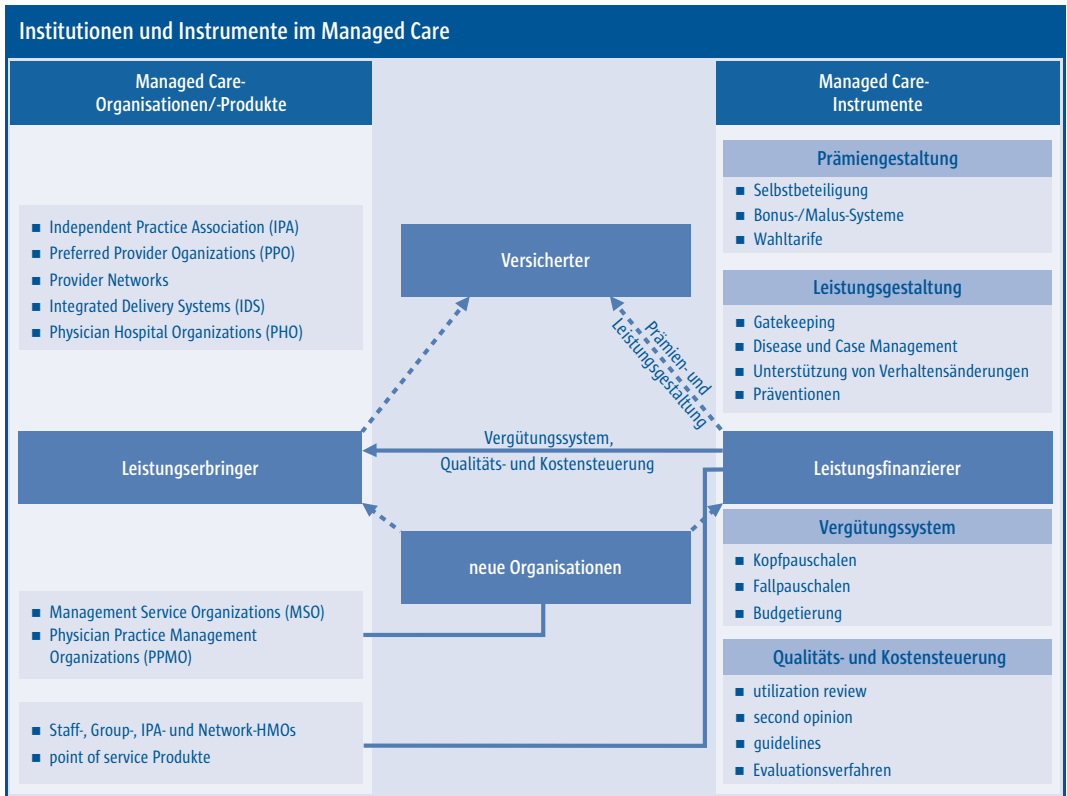 Institutionen und Instrumente im Managed Care
Managed Care-
Organisationen/-Produkte
Independent Practice Association (IPA)
Preferred Provider Oganizations (PPO)
Provider Networks
Integrated Delivery Systems (IDS)
Physician Hospital Organizations (PHO)
Leistungserbringer
Management Service Organizations (MSO)
Physician Practice Management
Organizations (PPMO)
Staff-, Group-, IPA- und Network-HMOs
point of service Produkte
Versicherter
Prämien- und
Leistungsgestaltung
Vergütungssystem,
Qualitäts- und Kostensteuerung
neue Organisationen
Managed Care-
Instrumente
Prämiengestaltung
Selbstbeteiligung
Bonus-/Malus-Systeme
Wahltarife
Leistungsgestaltung
Gatekeeping
Disease und Case Management
Unterstützung von Verhaltensänderungen
Präventionen
Leistungsfinanzierer
Vergütungssystem
Kopfpauschalen
Fallpauschalen
Budgetierung
Qualitäts- und Kostensteuerung
utilization review
second opinion
guidelines
Evaluationsverfahren